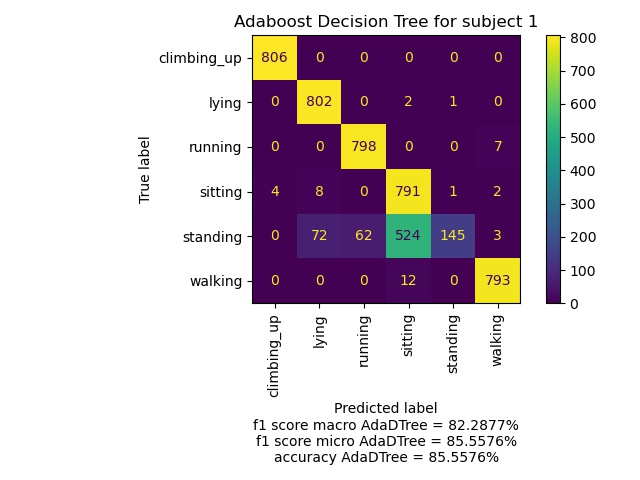 Adaboost Decision Tree for subject 1
climbing_up 806 0 0 0 0 0
lying 0 802 0 2 1 0
running 0 0 798 0 0 7
sitting 4 8 0 791 1 2
standing 0 72 62 524 145 3
walking 0 0 0 12 0 793
True label
climbing_up lying running sitting standing walking
Predicted label
f1 score macro AdaDTree = 82.2877%
f1 score micro AdaDTree = 85.5576%
accuracy AdaDTree = 85.5576%
800
700
600
500
400
300
200
100
0